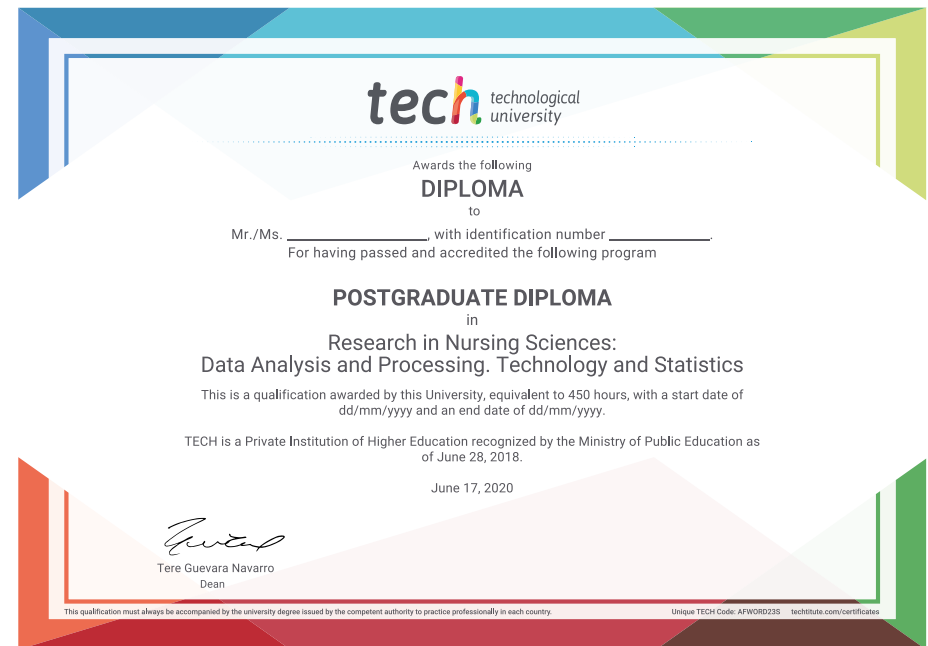 tech technological
university
Awards the following
DIPLOMA
to
Mr./Ms. ____________________, with identification number ______________.
For having passed and accredited the following program
POSTGRADUATE DIPLOMA
in
Research in Nursing Sciences:
Data Analysis and Processing. Technology and Statistics
This is a qualification awarded by this University, equivalent to 450 hours, with a start date of
dd/mm/yyyy and an end date of dd/mm/yyyy.
TECH is a Private Institution of Higher Education recognized by the Ministry of Public Education as
of June 28, 2018.
June 17, 2020
Tere Guevara Navarro
Dean
This qualification must always be accompanied by the university degree issued by the competent authority to practice professionally in each country.
Unique TECH Code: AFWORD23S techtitute.com/certificates